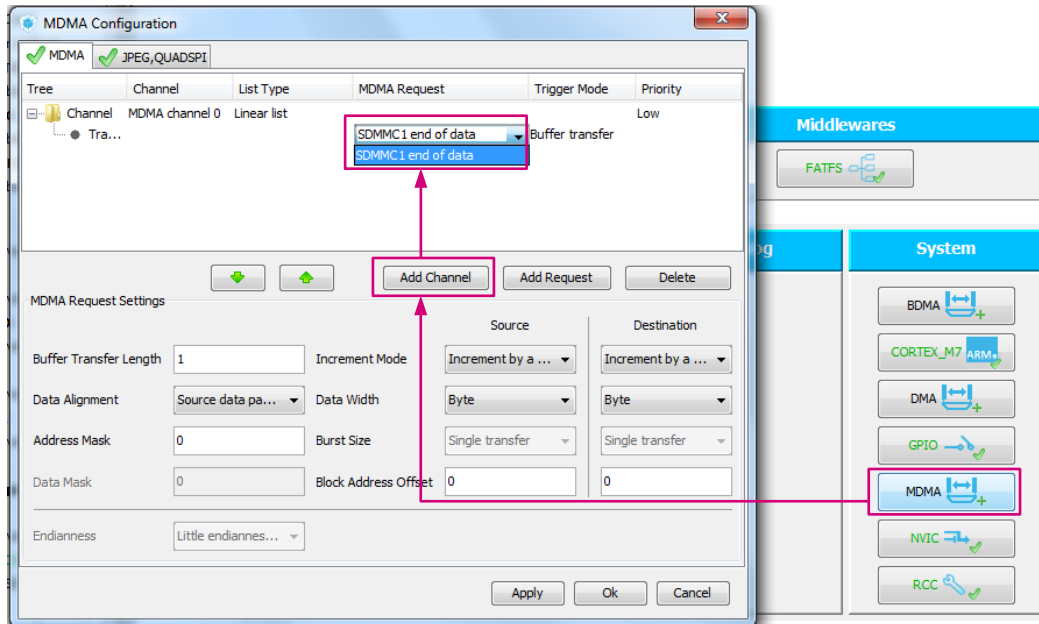 MDMA Configuration
MDMA
JPEG,QUADSPI
Tree Channel List Type MDMA Request Trigger Mode Priority
Channel MDMA channel 0 Linear list Low
Tra... SDMMC1 end of data Buffer transfer
SDMMC1 end of data
Add Channel Add Request Delete
MDMA Request Settings
Source Destination
Buffer Transfer Length 1 Increment Mode Increment by a ... Increment by a ...
Data Alignment Source data pa... Data Width Byte Byte
Address Mask 0 Burst Size Single transfer Single transfer
Data Mask 0 Block Address Offset 0 0
Endianness Little endiannes...
Apply Ok Cancel
Middlewares
FATFS
System
BDMA
CORTEX_M7 ARM
DMA
GPIO
MDMA
NVIC
RCC